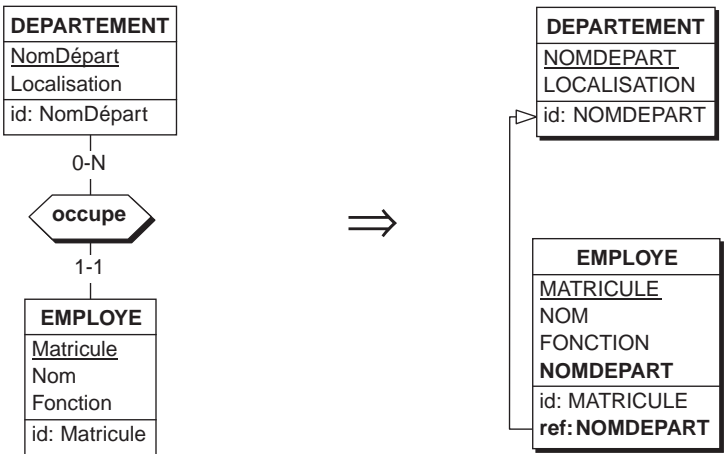 DEPARTEMENT
NomDépart
Localisation
id: NomDépart
0-N
occupe
1-1
EMPLOYE
Matricule
Nom
Fonction
id: Matricule
⇒
DEPARTEMENT
NOMDEPART
LOCALISATION
id: NOMDEPART
EMPLOYE
MATRICULE
NOM
FONCTION
NOMDEPART
id: MATRICULE
ref: NOMDEPART